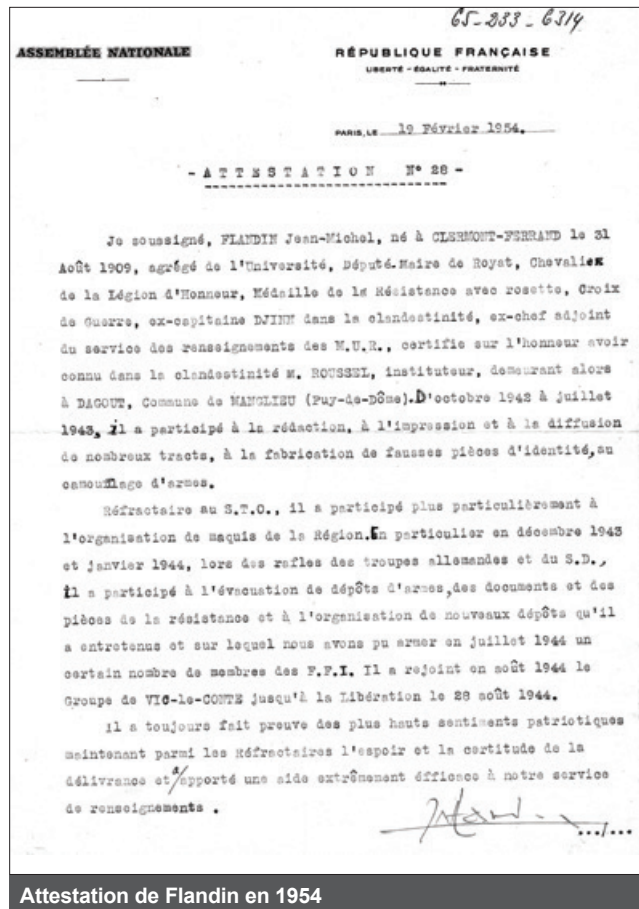 65-233-6314
ASSEMBLÉE NATIONALE
RÉPUBLIQUE FRANÇAISE
LIBERTÉ - ÉGALITÉ - FRATERNITÉ
PARIS, LE 19 Février 1954.
- A T T E S T A T I O N N° 28 -
Je soussigné, FLANDIN Jean-Michel, né à CLERMONT-FERRAND le 31
Août 1909, agrégé de l'Université, Député-Maire de Royat, Chevalier
de la Légion d'Honneur, Médaille de la Résistance avec rosette, Croix
de Guerre, ex-capitaine DJINN dans la clandestinité, ex-chef adjoint
du service des renseignements des M.U.R., certifie sur l'honneur avoir
connu dans la clandestinité M. ROUSSEL, instituteur, demeurant alors
à DAGOUT, Commune de MANGLIEU (Puy-de-Dôme). D'octobre 1942 à juillet
1943, il a participé à la rédaction, à l'impression et à la diffusion
de nombreux tracts, à la fabrication de fausses pièces d'identité, au
camouflage d'armes.
Réfractaire au S.T.O., il a participé plus particulièrement à
l'organisation de maquis de la Région. En particulier en décembre 1943
et janvier 1944, lors des rafles des troupes allemandes et du S.D.,
il a participé à l'évacuation de dépôts d'armes, des documents et des
pièces de la résistance et à l'organisation de nouveaux dépôts qu'il
a entretenus et sur lequel nous avons pu armer en juillet 1944 un
certain nombre de membres des F.F.I. Il a rejoint en août 1944 le
Groupe de VIC-le-COMTE jusqu'à la Libération le 28 août 1944.
Il a toujours fait preuve des plus hauts sentiments patriotiques
maintenant parmi les Réfractaires l'espoir et la certitude de la
délivrance et a apporté une aide extrêmement éfficace à notre service
de renseignements .
.../...
Attestation de Flandin en 1954